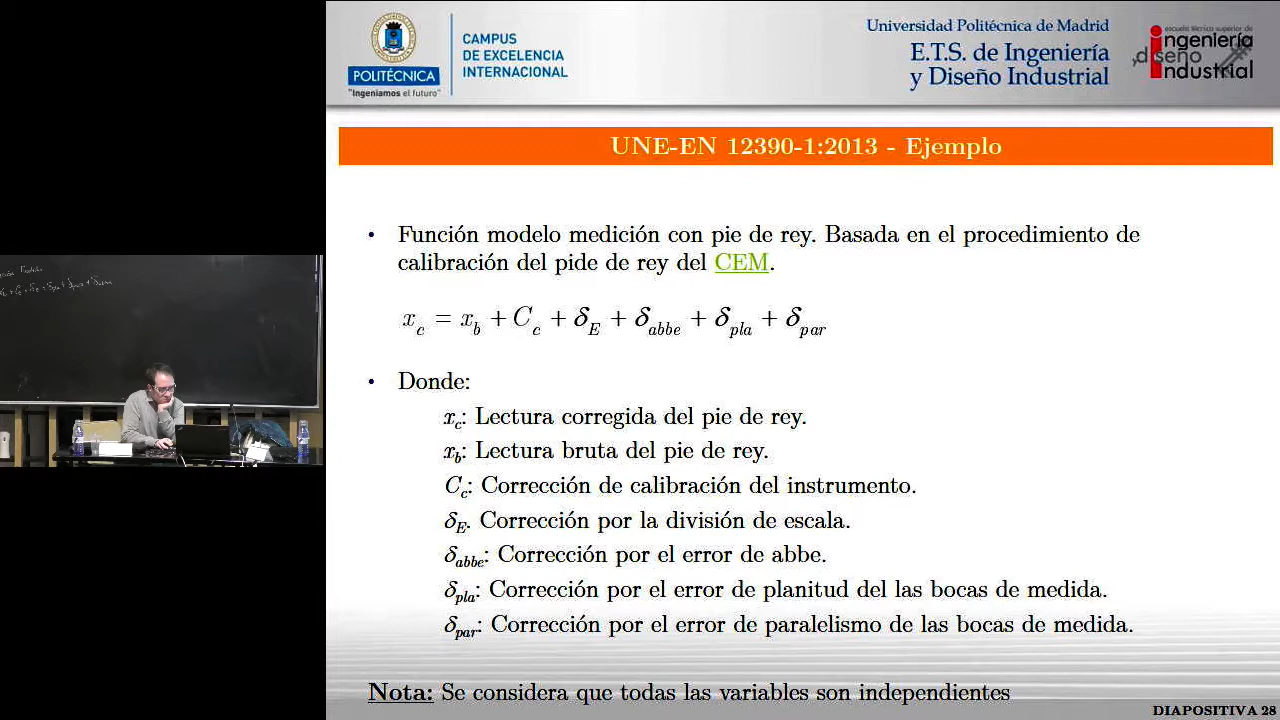 POLITÉCNICA
"Ingeniamos el futuro"
CAMPUS
DE EXCELENCIA
INTERNACIONAL
Universidad Politécnica de Madrid
E.T.S. de Ingeniería
y Diseño Industrial
escuela técnica superior de
ingeniería
diseño
industrial
UNE-EN 12390-1:2013 - Ejemplo
• Función modelo medición con pie de rey. Basada en el procedimiento de
calibración del pide de rey del CEM.
x_c = x_b + C_c + δ_E + δ_abbe + δ_pla + δ_par
• Donde:
x_c: Lectura corregida del pie de rey.
x_b: Lectura bruta del pie de rey.
C_c: Corrección de calibración del instrumento.
δ_E. Corrección por la división de escala.
δ_abbe: Corrección por el error de abbe.
δ_pla: Corrección por el error de planitud del las bocas de medida.
δ_par: Corrección por el error de paralelismo de las bocas de medida.
Nota: Se considera que todas las variables son independientes
DIAPOSITIVA 28